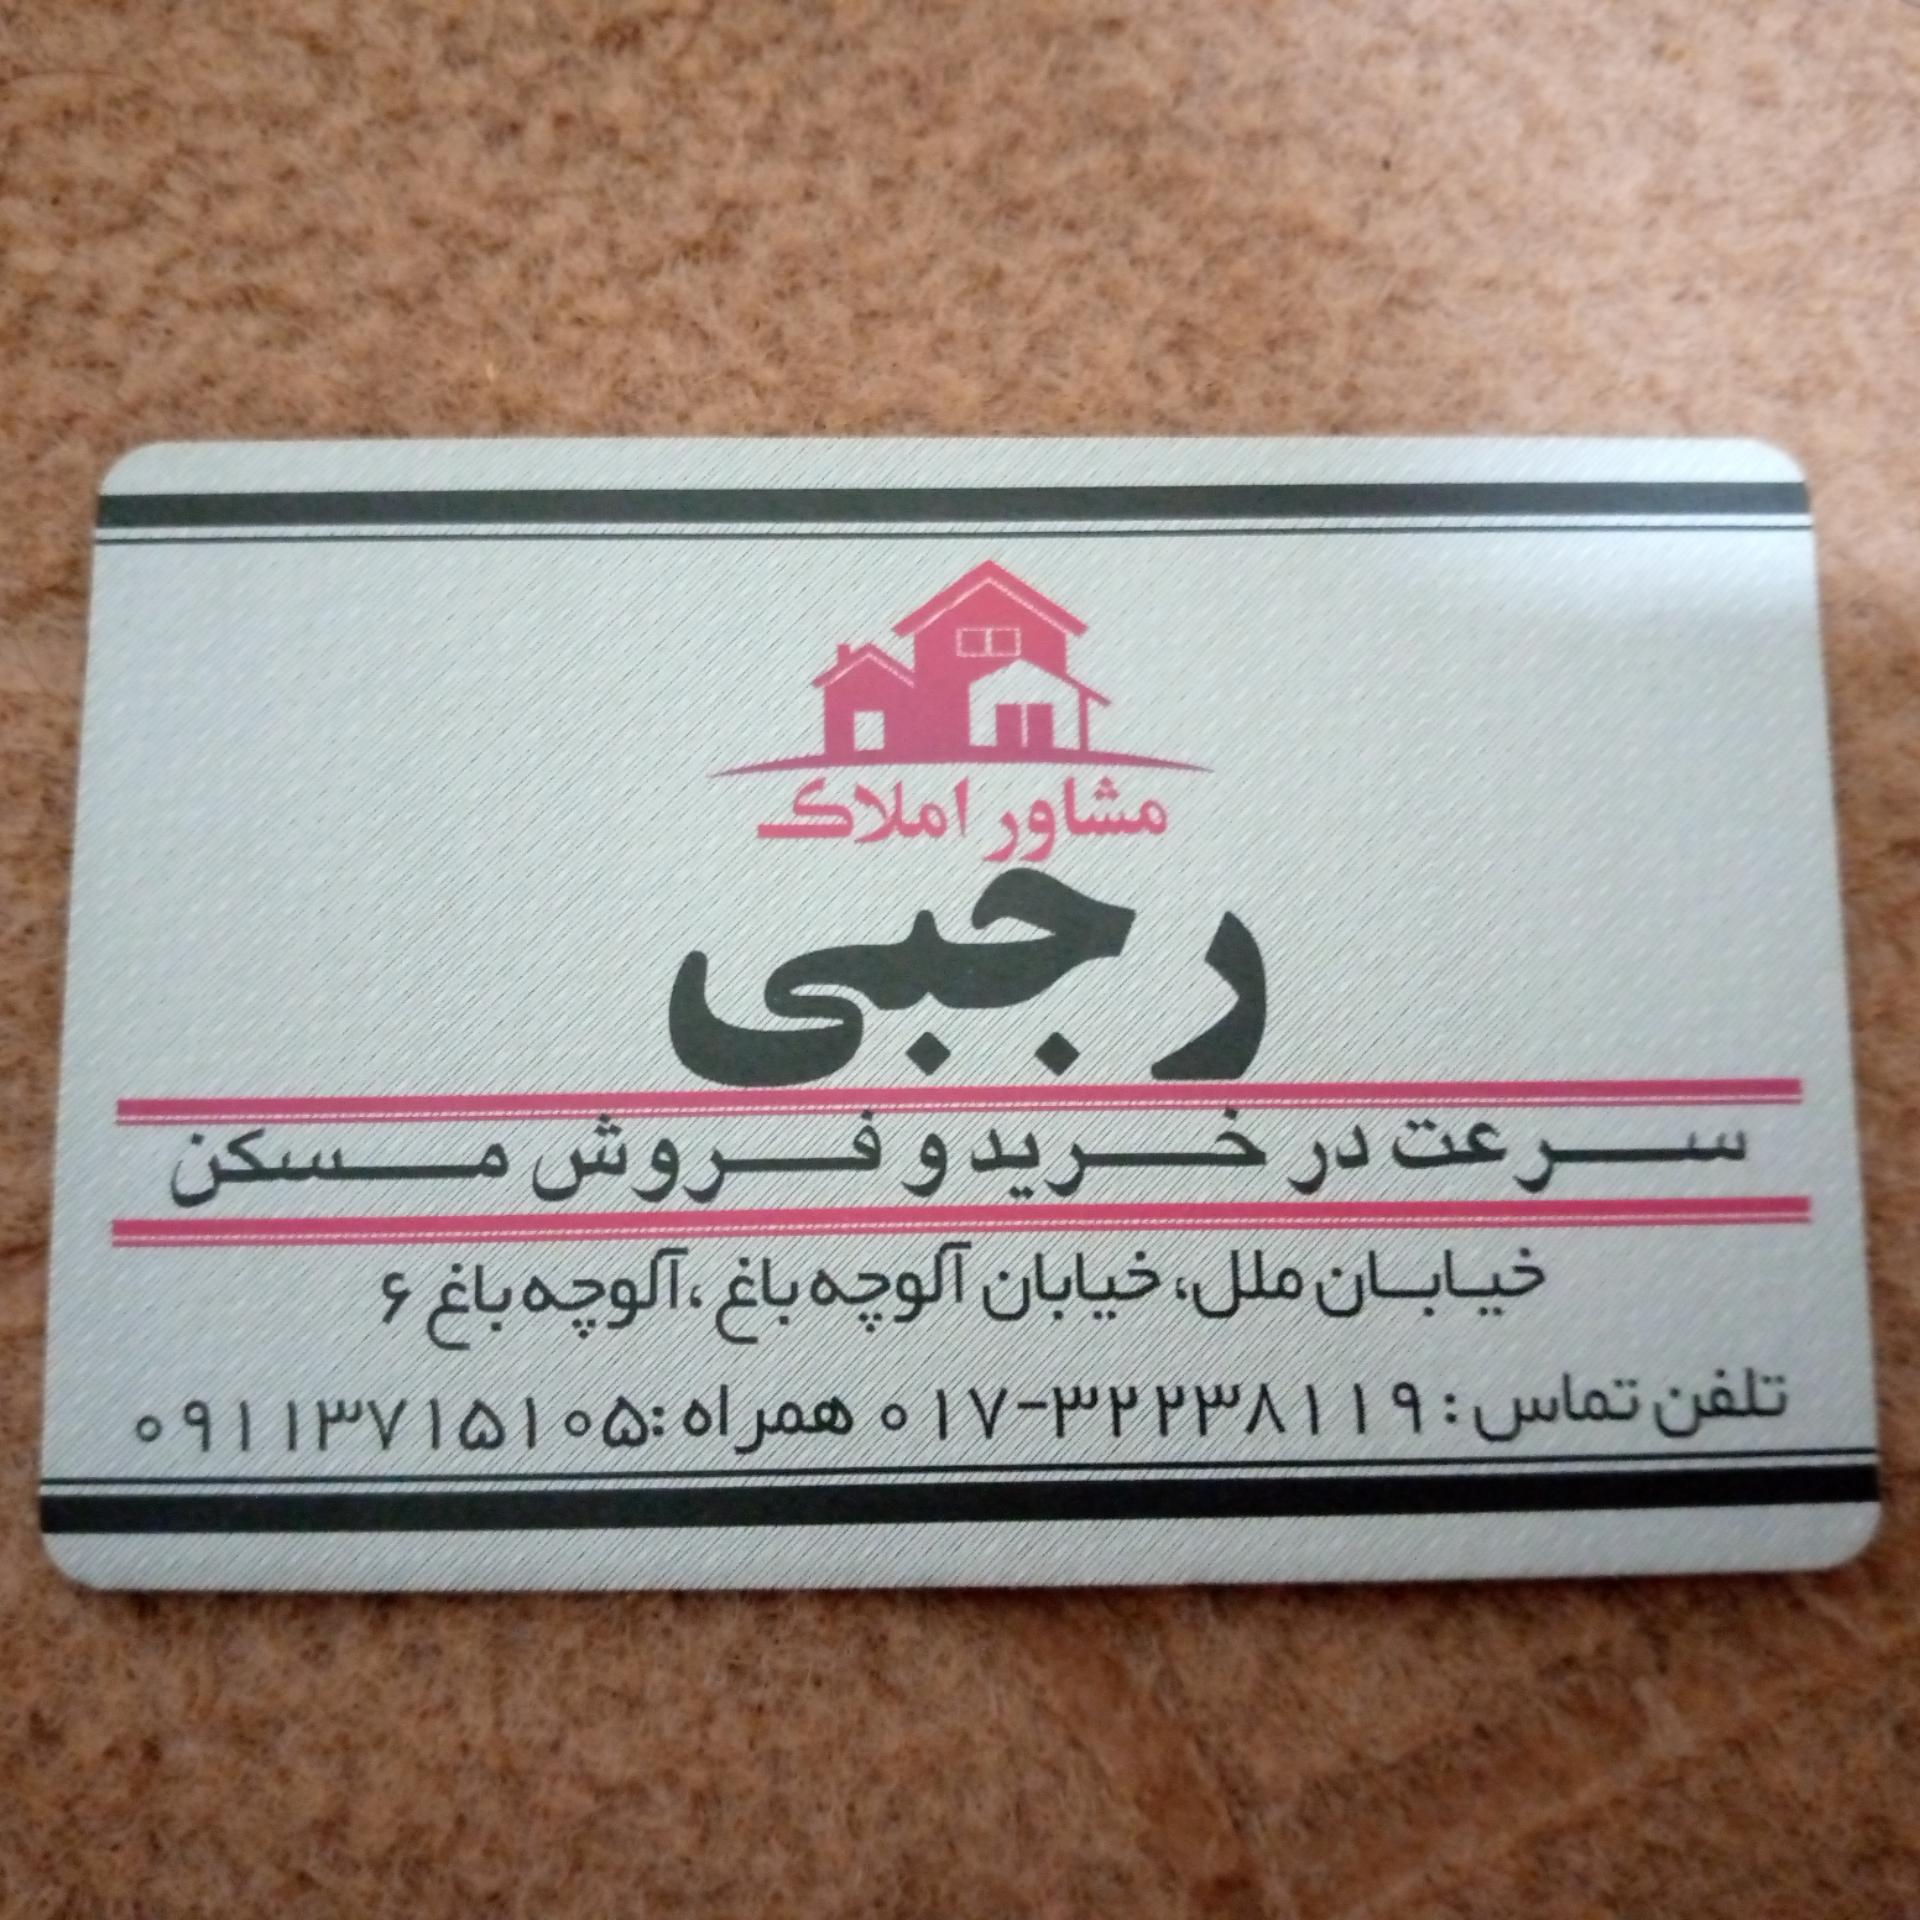 مشاور املاک
رجبی
سرعت در خرید و فروش مسکن
خیابان ملل، خیابان آلوچه باغ ،آلوچه باغ ۶
تلفن تماس: ۰۱۷-۳۲۲۳۸۱۱۹ همراه:۰۹۱۱۳۷۱۵۱۰۵